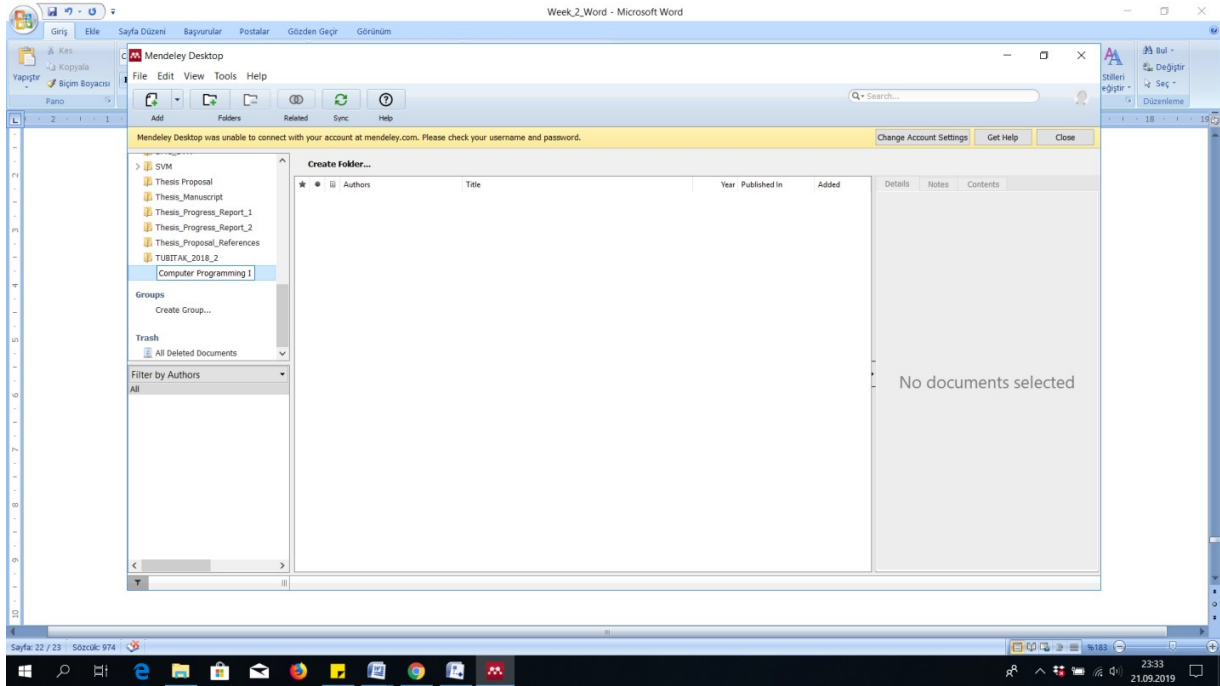 Week_2_Word - Microsoft Word
Giriş Ekle Sayfa Düzeni Başvurular Postalar Gözden Geçir Görünüm
Kes
Kopyala
Yapıştır
Biçim Boyacısı
Pano
Bul
Değiştir
Seç
Stilleri
Düzenleme
2 1 18 19
Mendeley Desktop
File Edit View Tools Help
Search...
Add Folders Related Sync Help
Mendeley Desktop was unable to connect with your account at mendeley.com. Please check your username and password.
Change Account Settings Get Help Close
SVM
Thesis Proposal
Thesis_Manuscript
Thesis_Progress_Report_1
Thesis_Progress_Report_2
Thesis_Proposal_References
TUBITAK_2018_2
Computer Programming I
Groups
Create Group...
Trash
All Deleted Documents
Filter by Authors
All
Create Folder...
Authors Title Year Published In Added
Details Notes Contents
No documents selected
Sayfa: 22 / 23 Sözcük: 974
%183
23:33
21.09.2019